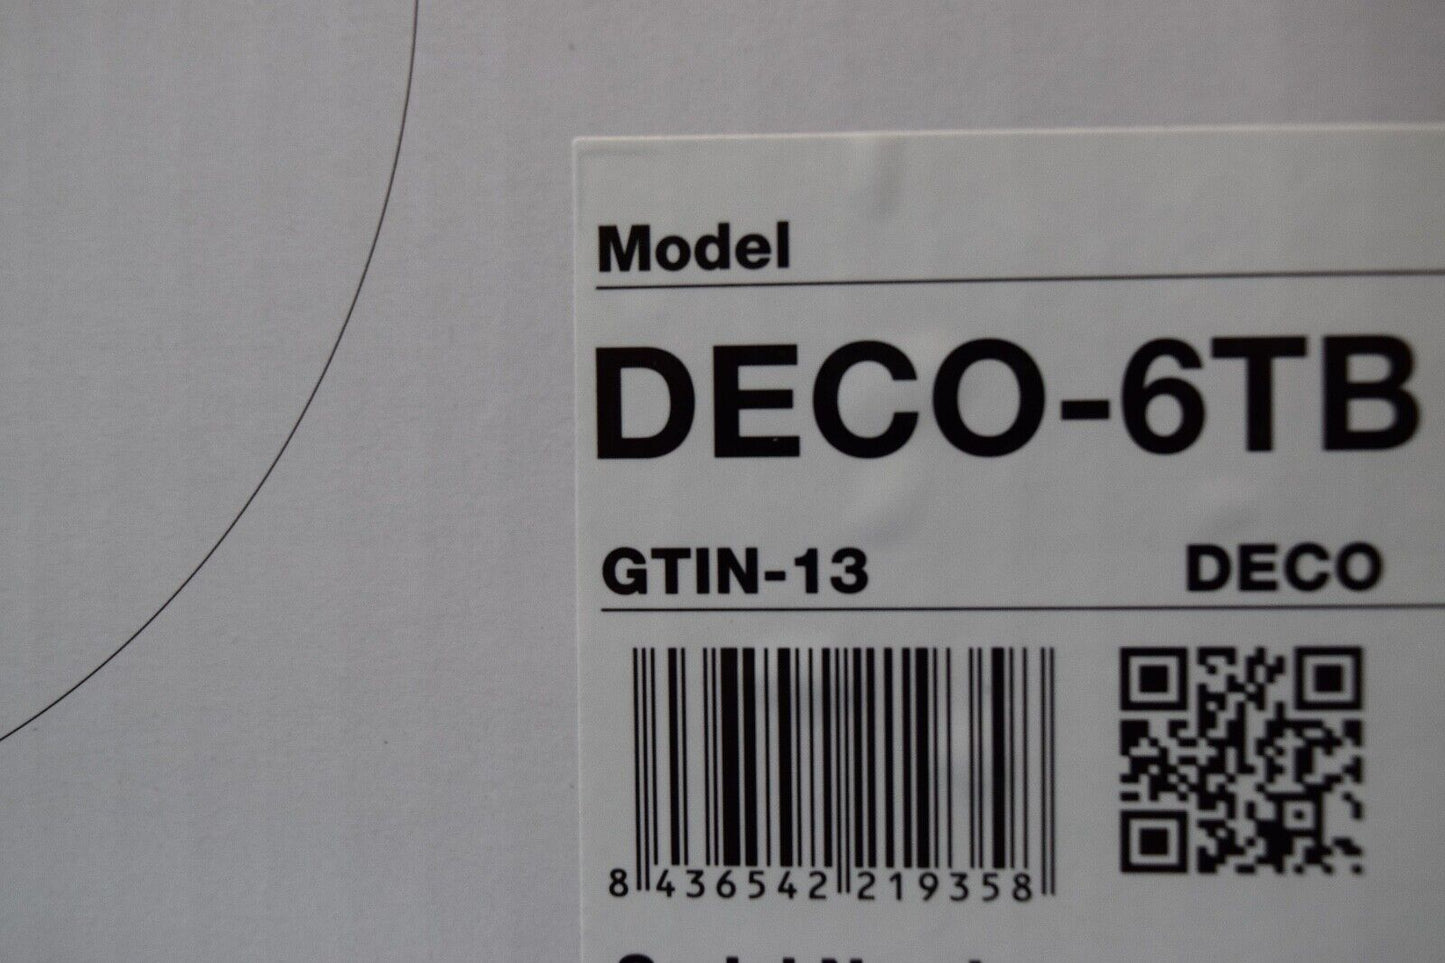 Model
DECO-6TB
GTIN-13 DECO
8 436542 219358